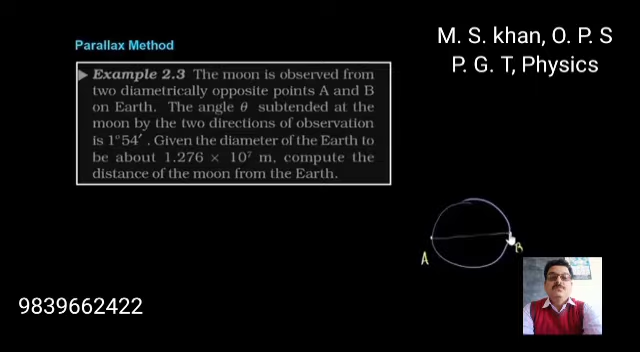 M. S. khan, O. P. S
P. G. T, Physics
Parallax Method
Example 2.3 The moon is observed from
two diametrically opposite points A and B
on Earth. The angle θ subtended at the
moon by the two directions of observation
is 1°54′ . Given the diameter of the Earth to
be about 1.276 × 10⁷ m, compute the
distance of the moon from the Earth.
A
B
9839662422